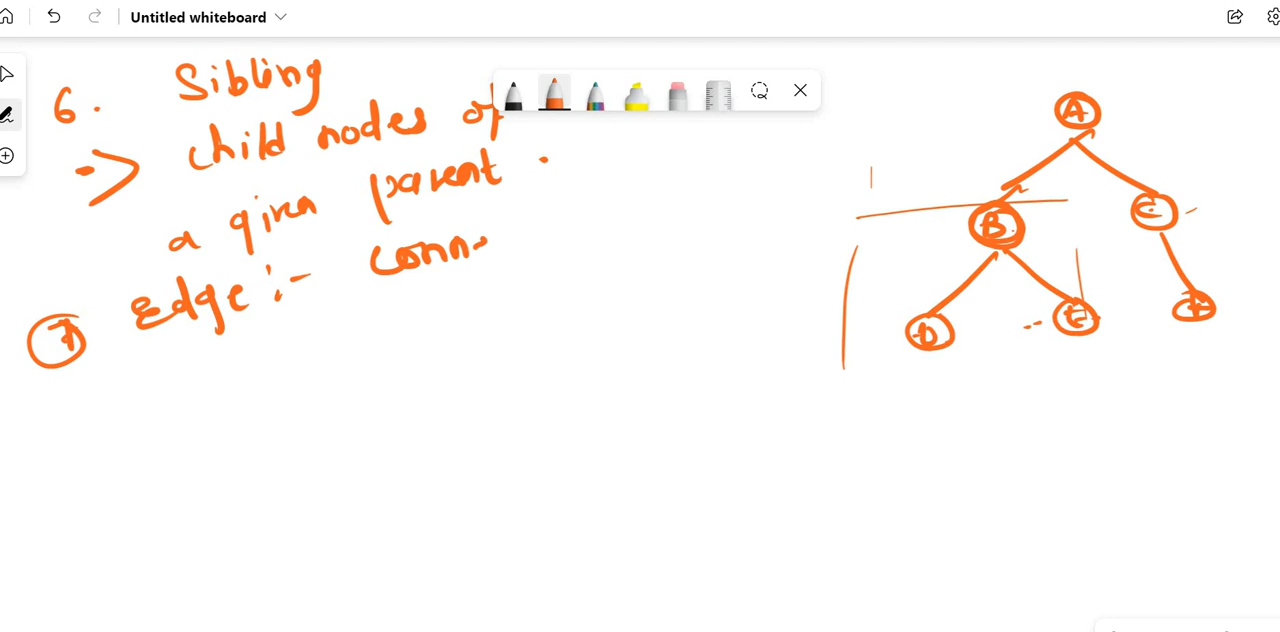 Untitled whiteboard
6. Sibling
-> child nodes of
a given parent.
7 Edge :- conn.
A
B C
D E F